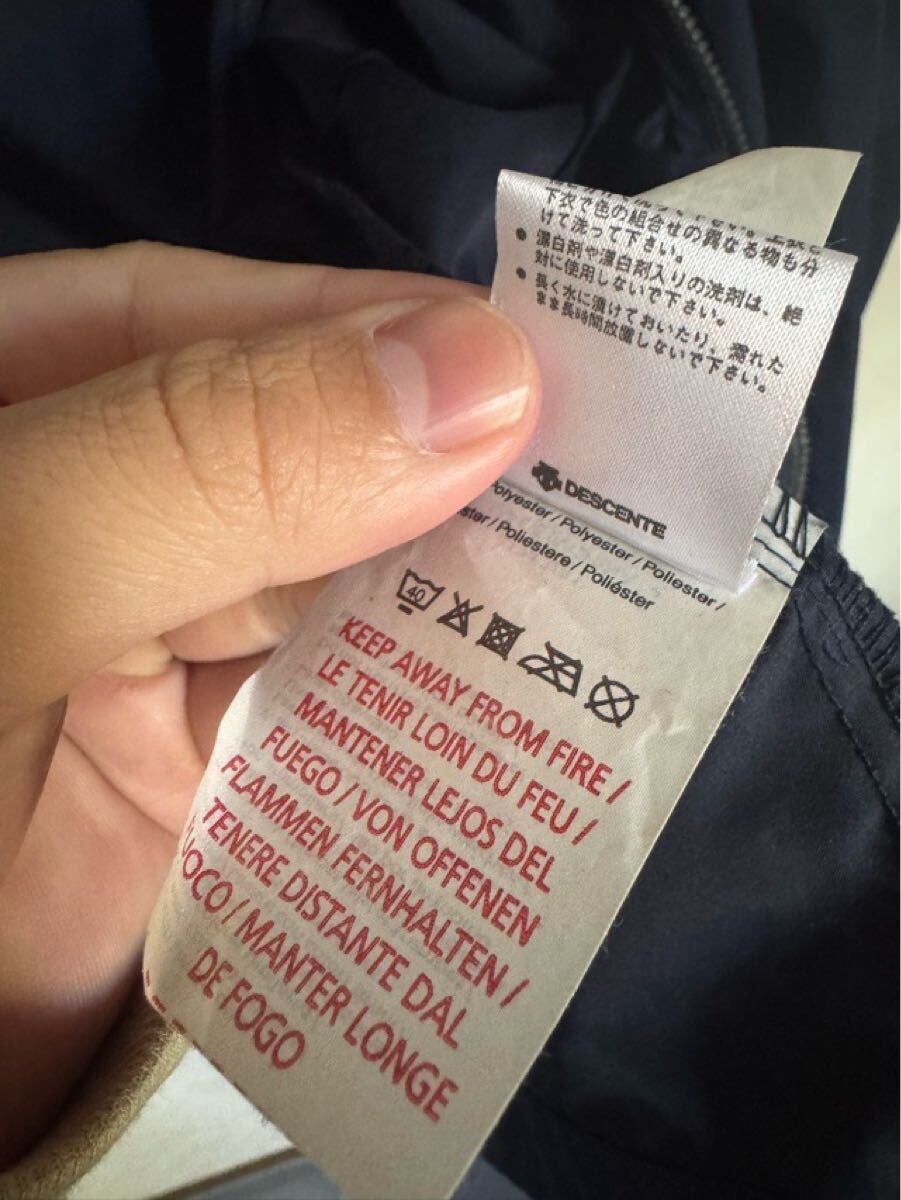 下衣で色の組合せの異なる物も分
けて洗って下さい。
● 漂白剤や漂白剤入りの洗剤は、絶
対に使用しないで下さい。
● 長く水に漬けておいたり、濡れた
まま長時間放置しないで下さい。
DESCENTE
Polyester / Polyester / Poliester /
Poliestere / Poliéster
40
KEEP AWAY FROM FIRE /
LE TENIR LOIN DU FEU /
MANTENER LEJOS DEL
FUEGO / VON OFFENEN
FLAMMEN FERNHALTEN /
TENERE DISTANTE DAL
/ MANTER LONGE
DE FOGO